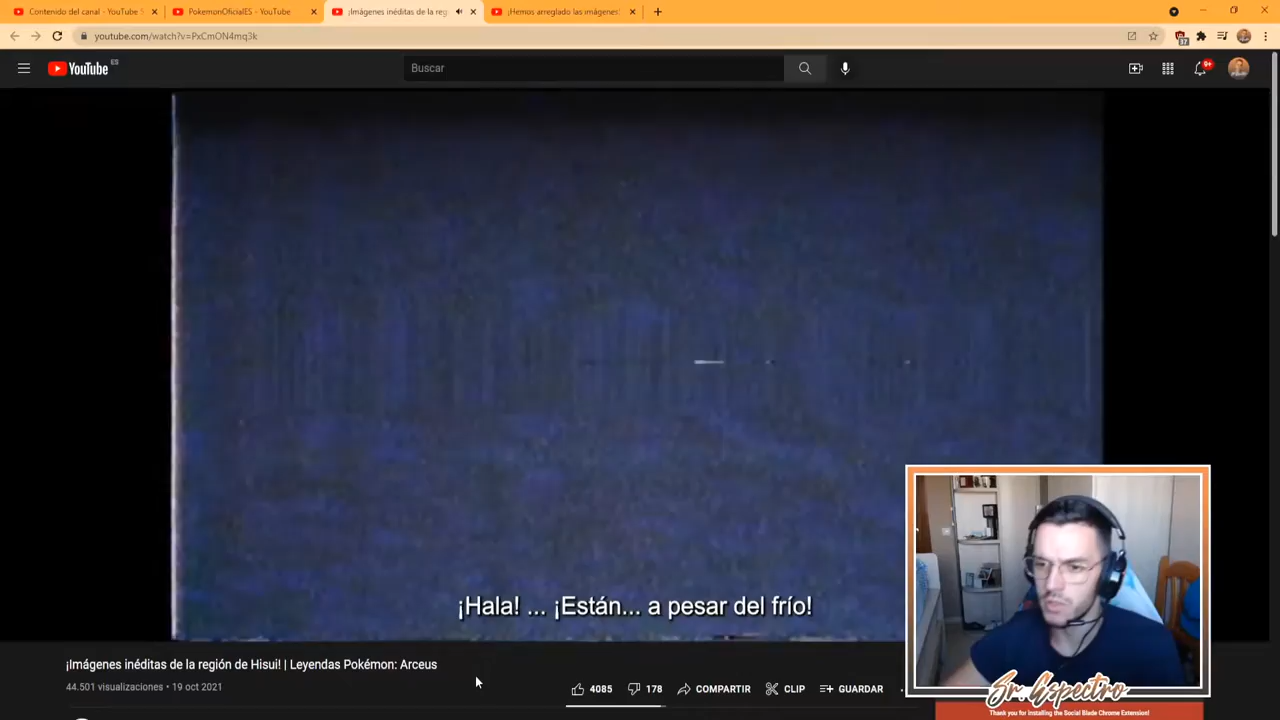 Contenido del canal - YouTube S
PokemonOficialES - YouTube
¡Imágenes inéditas de la reg
¡Hemos arreglado las imágenes!
youtube.com/watch?v=PxCmON4mq3k
37
YouTube ES
Buscar
9+
¡Hala! ... ¡Están... a pesar del frío!
¡Imágenes inéditas de la región de Hisui! | Leyendas Pokémon: Arceus
44.501 visualizaciones • 19 oct 2021
4085
178
COMPARTIR
CLIP
GUARDAR
Sr. Espectro
Thank you for installing the Social Blade Chrome Extension!